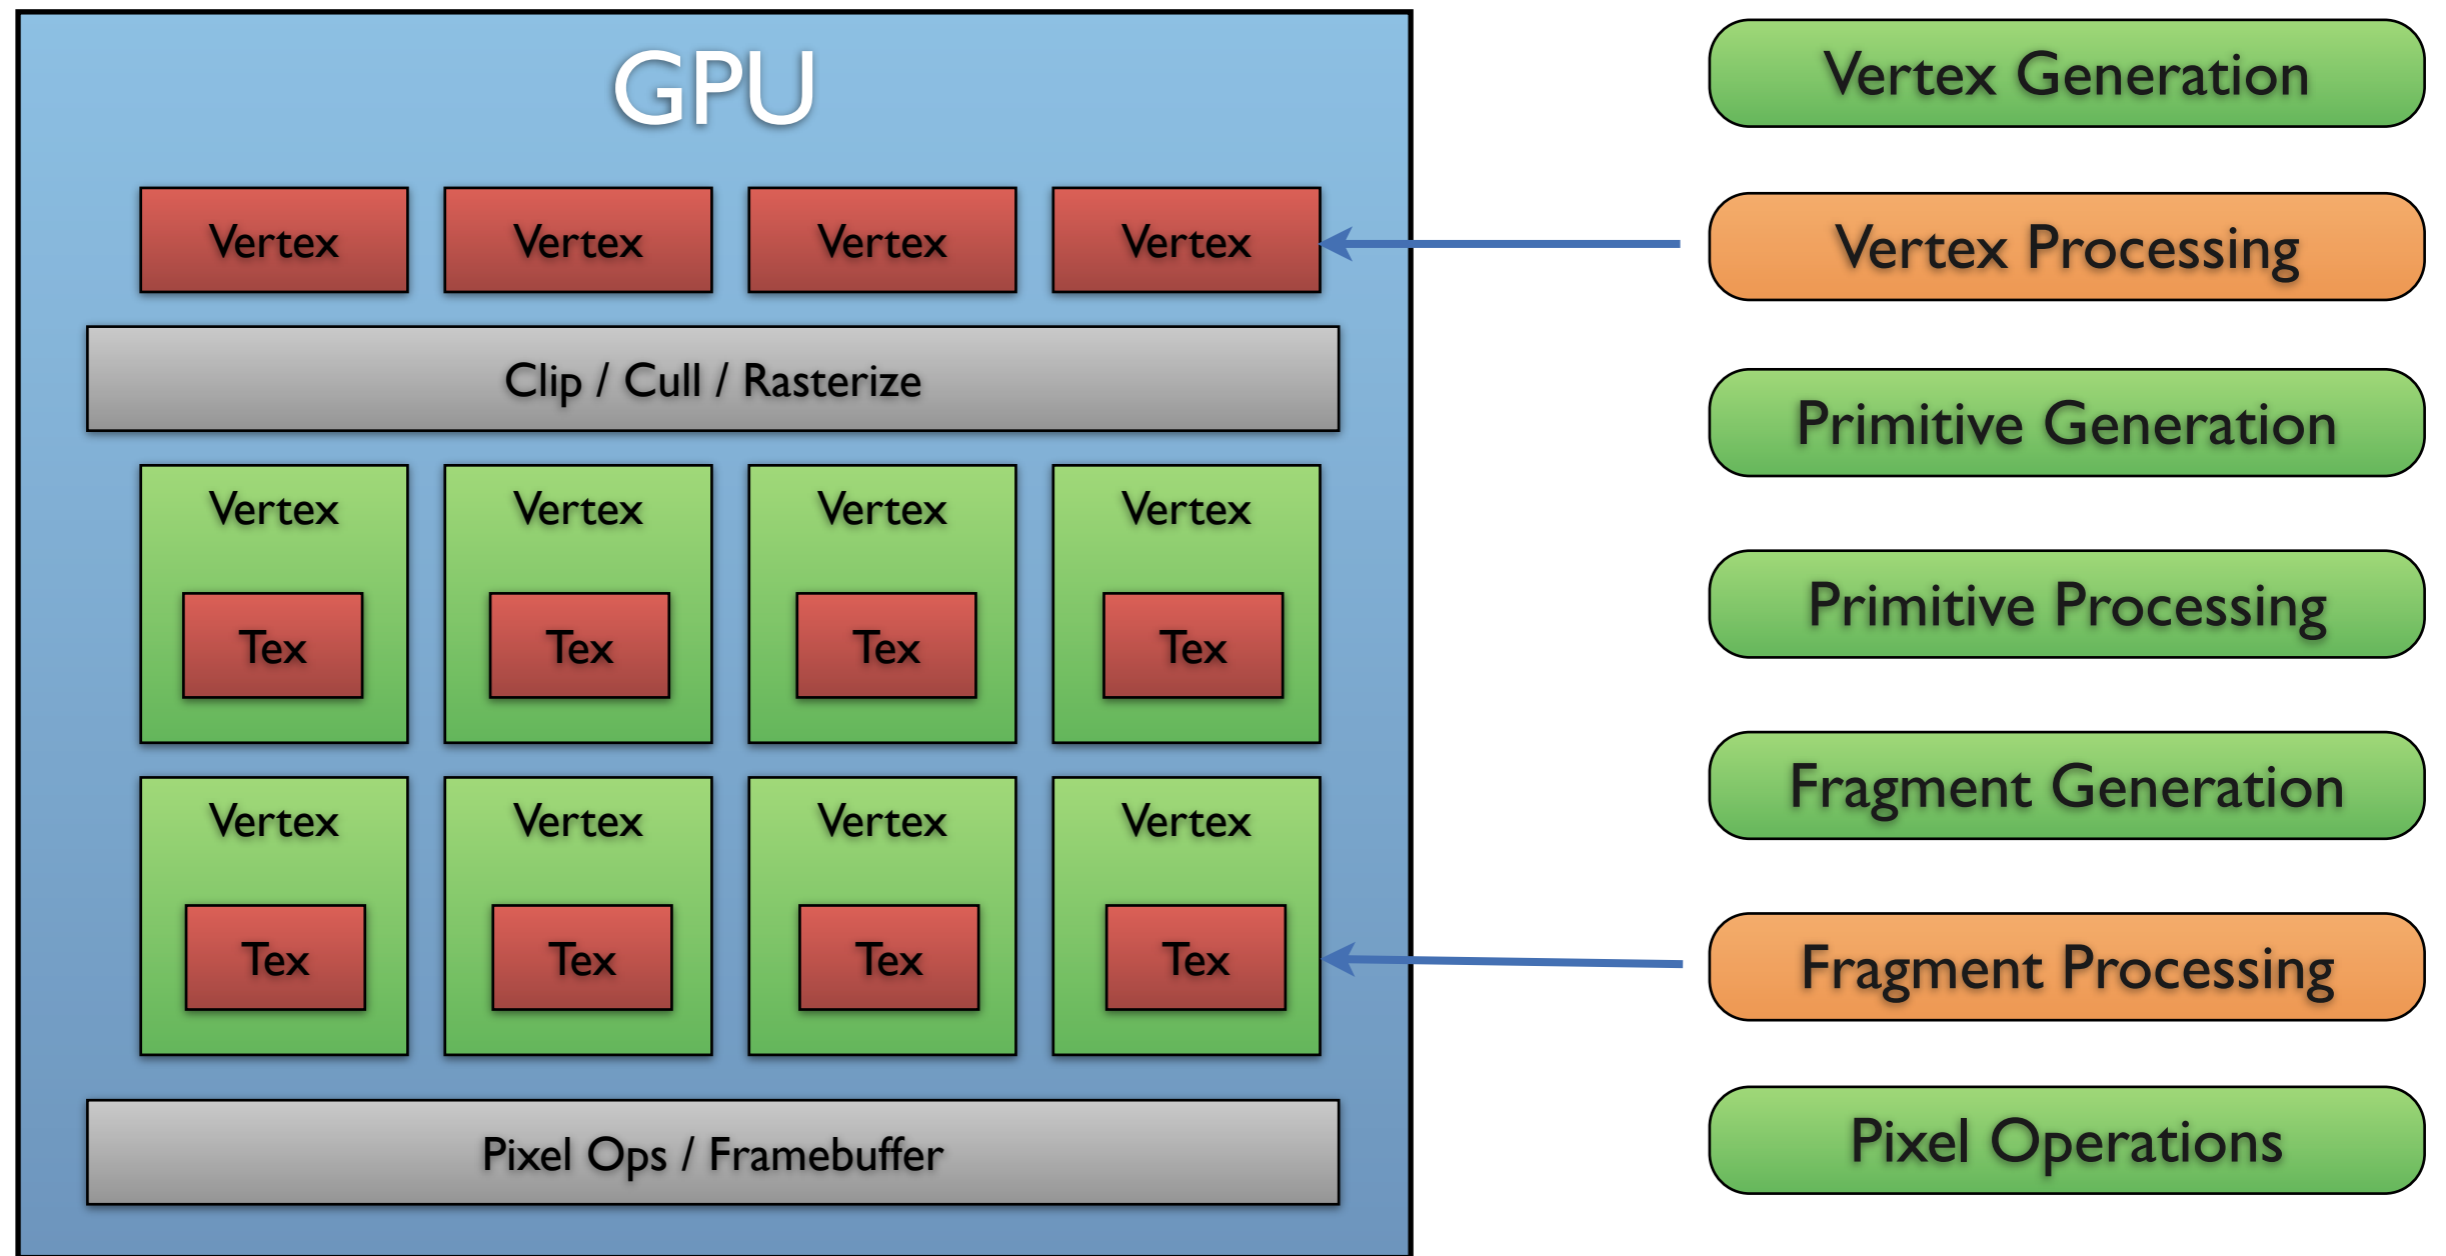 GPU
Vertex Vertex Vertex Vertex
Clip / Cull / Rasterize
Vertex Vertex Vertex Vertex
Tex Tex Tex Tex
Vertex Vertex Vertex Vertex
Tex Tex Tex Tex
Pixel Ops / Framebuffer
Vertex Generation
Vertex Processing
Primitive Generation
Primitive Processing
Fragment Generation
Fragment Processing
Pixel Operations